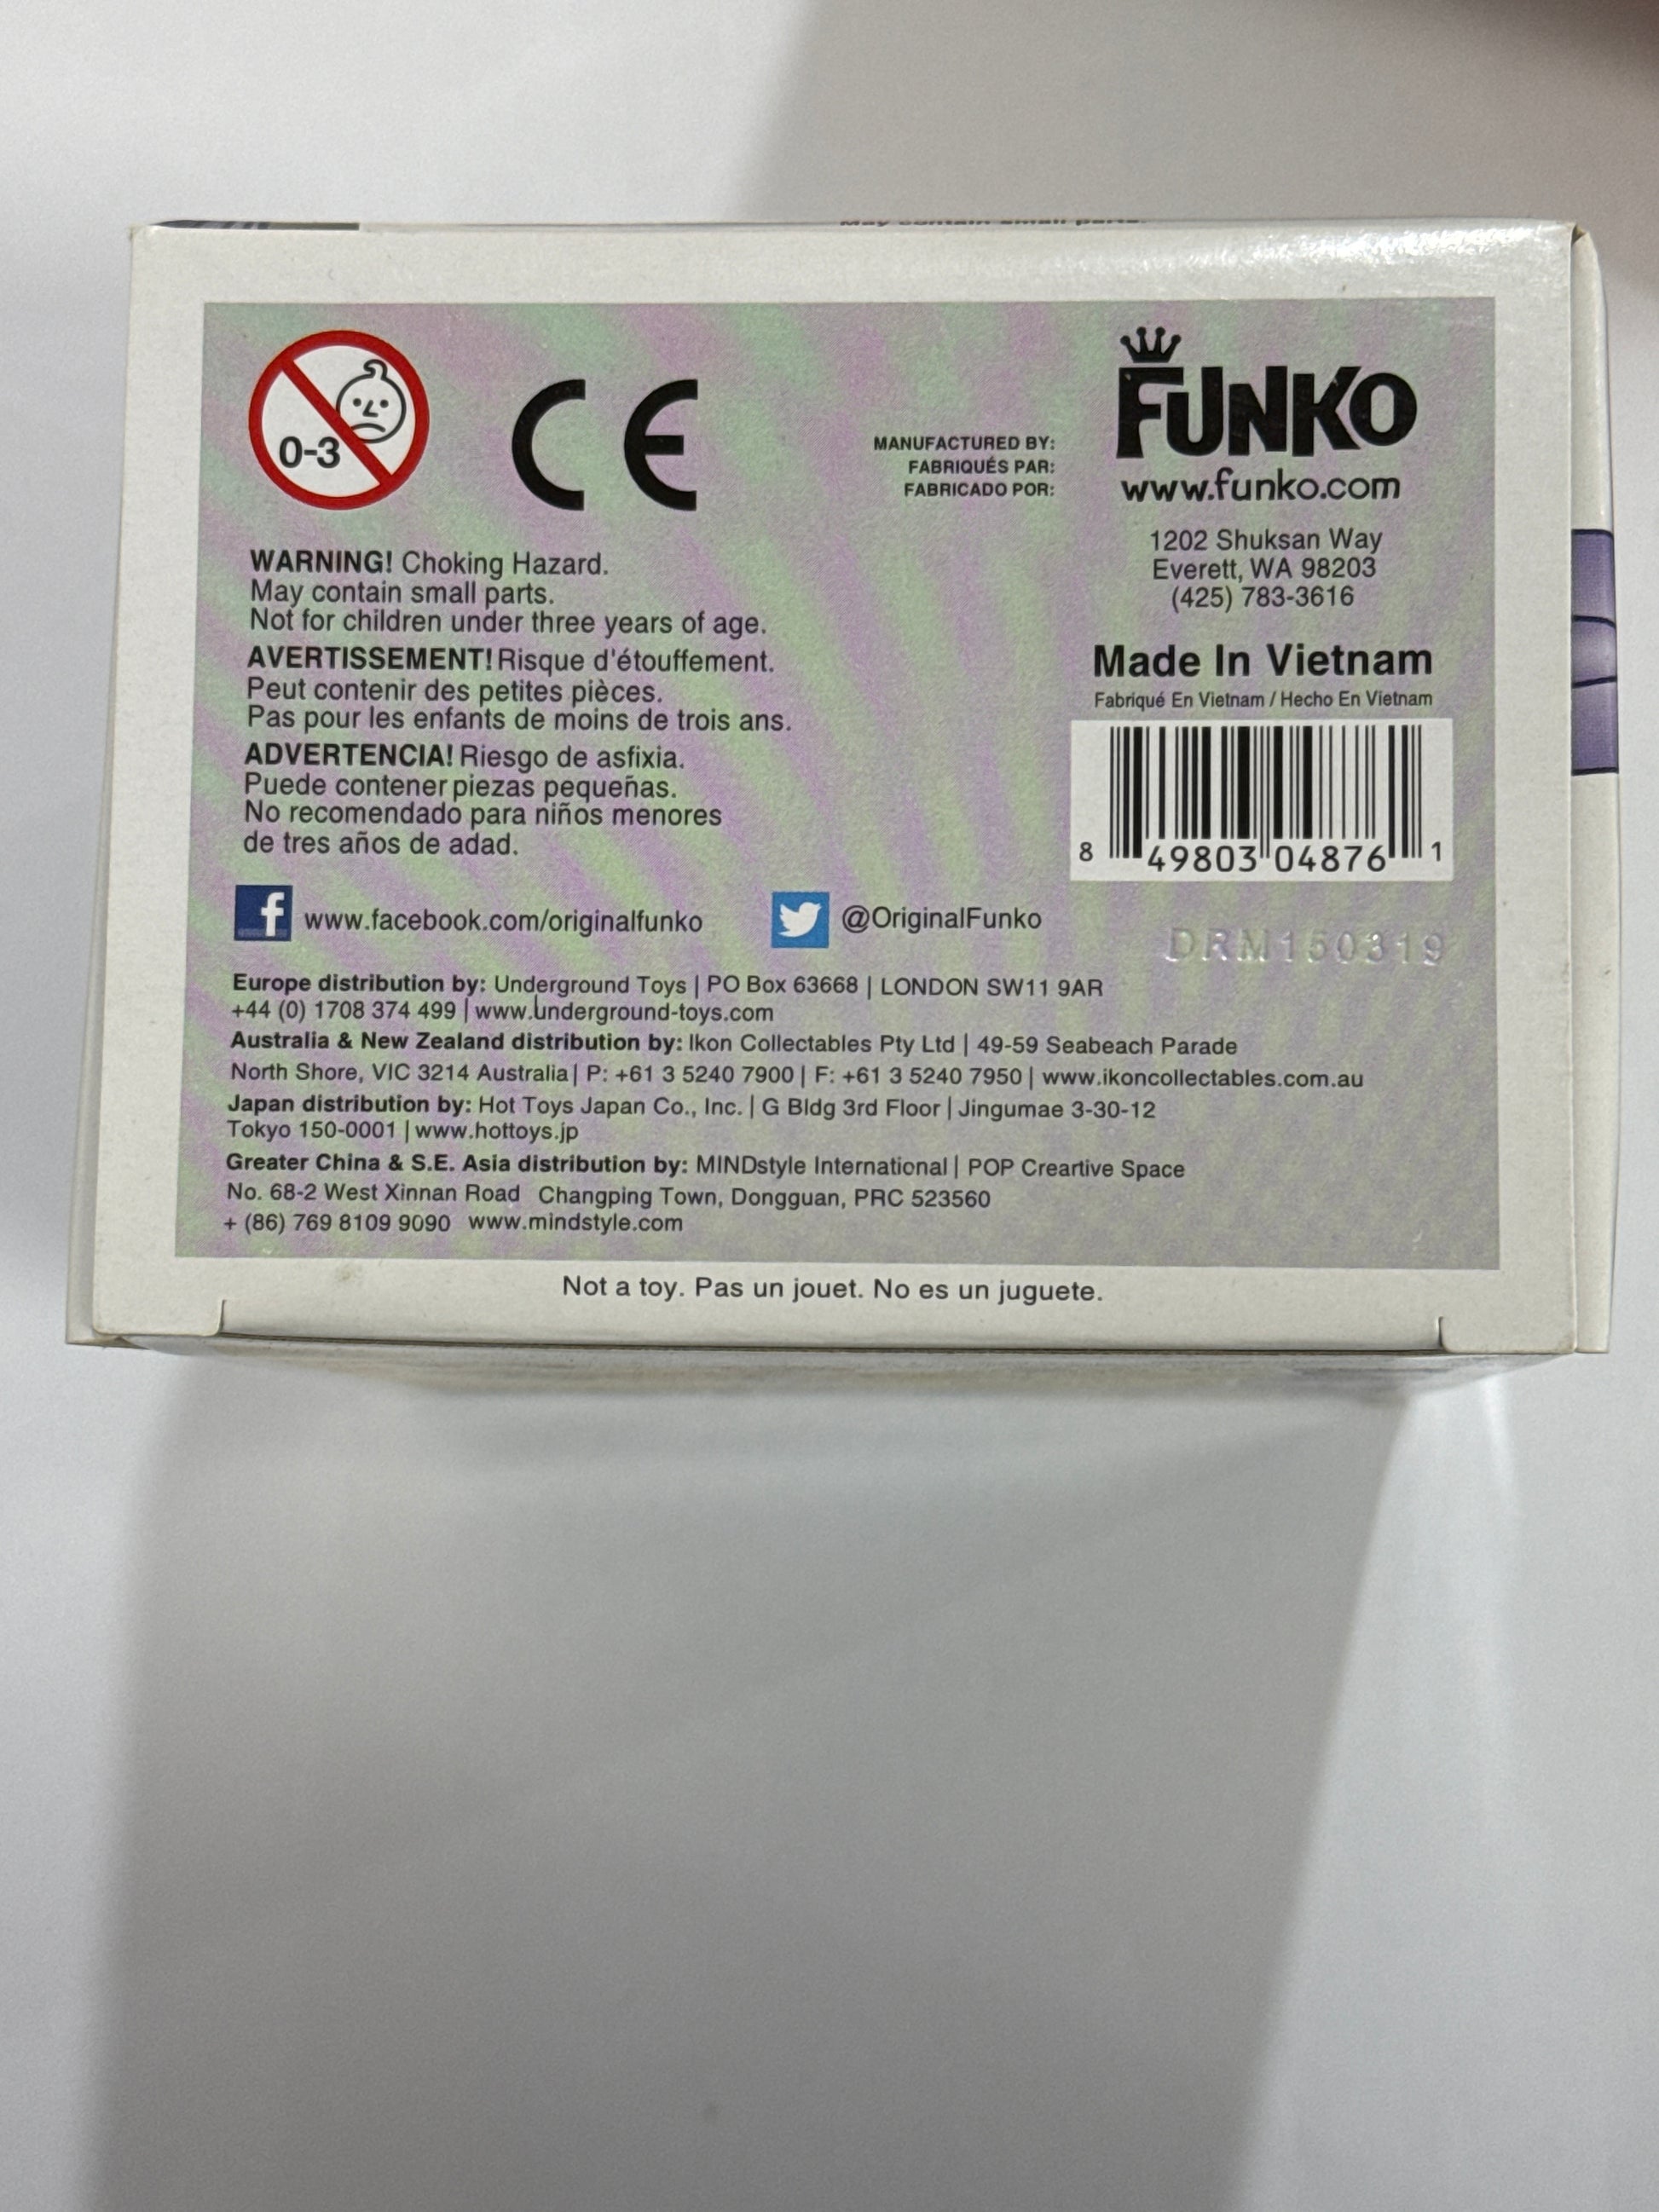 May contain small parts.
0-3
CE
MANUFACTURED BY:
FABRIQUÉS PAR:
FABRICADO POR:
FUNKO
www.funko.com
1202 Shuksan Way
Everett, WA 98203
(425) 783-3616
WARNING! Choking Hazard.
May contain small parts.
Not for children under three years of age.
AVERTISSEMENT! Risque d'étouffement.
Peut contenir des petites pièces.
Pas pour les enfants de moins de trois ans.
ADVERTENCIA! Riesgo de asfixia.
Puede contener piezas pequeñas.
No recomendado para niños menores
de tres años de adad.
Made In Vietnam
Fabriqué En Vietnam / Hecho En Vietnam
8 49803 04876 1
f www.facebook.com/originalfunko
@OriginalFunko
DRM150319
Europe distribution by: Underground Toys | PO Box 63668 | LONDON SW11 9AR
+44 (0) 1708 374 499 | www.underground-toys.com
Australia & New Zealand distribution by: Ikon Collectables Pty Ltd | 49-59 Seabeach Parade
North Shore, VIC 3214 Australia | P: +61 3 5240 7900 | F: +61 3 5240 7950 | www.ikoncollectables.com.au
Japan distribution by: Hot Toys Japan Co., Inc. | G Bldg 3rd Floor | Jingumae 3-30-12
Tokyo 150-0001 | www.hottoys.jp
Greater China & S.E. Asia distribution by: MINDstyle International | POP Creartive Space
No. 68-2 West Xinnan Road Changping Town, Dongguan, PRC 523560
+ (86) 769 8109 9090 www.mindstyle.com
Not a toy. Pas un jouet. No es un juguete.